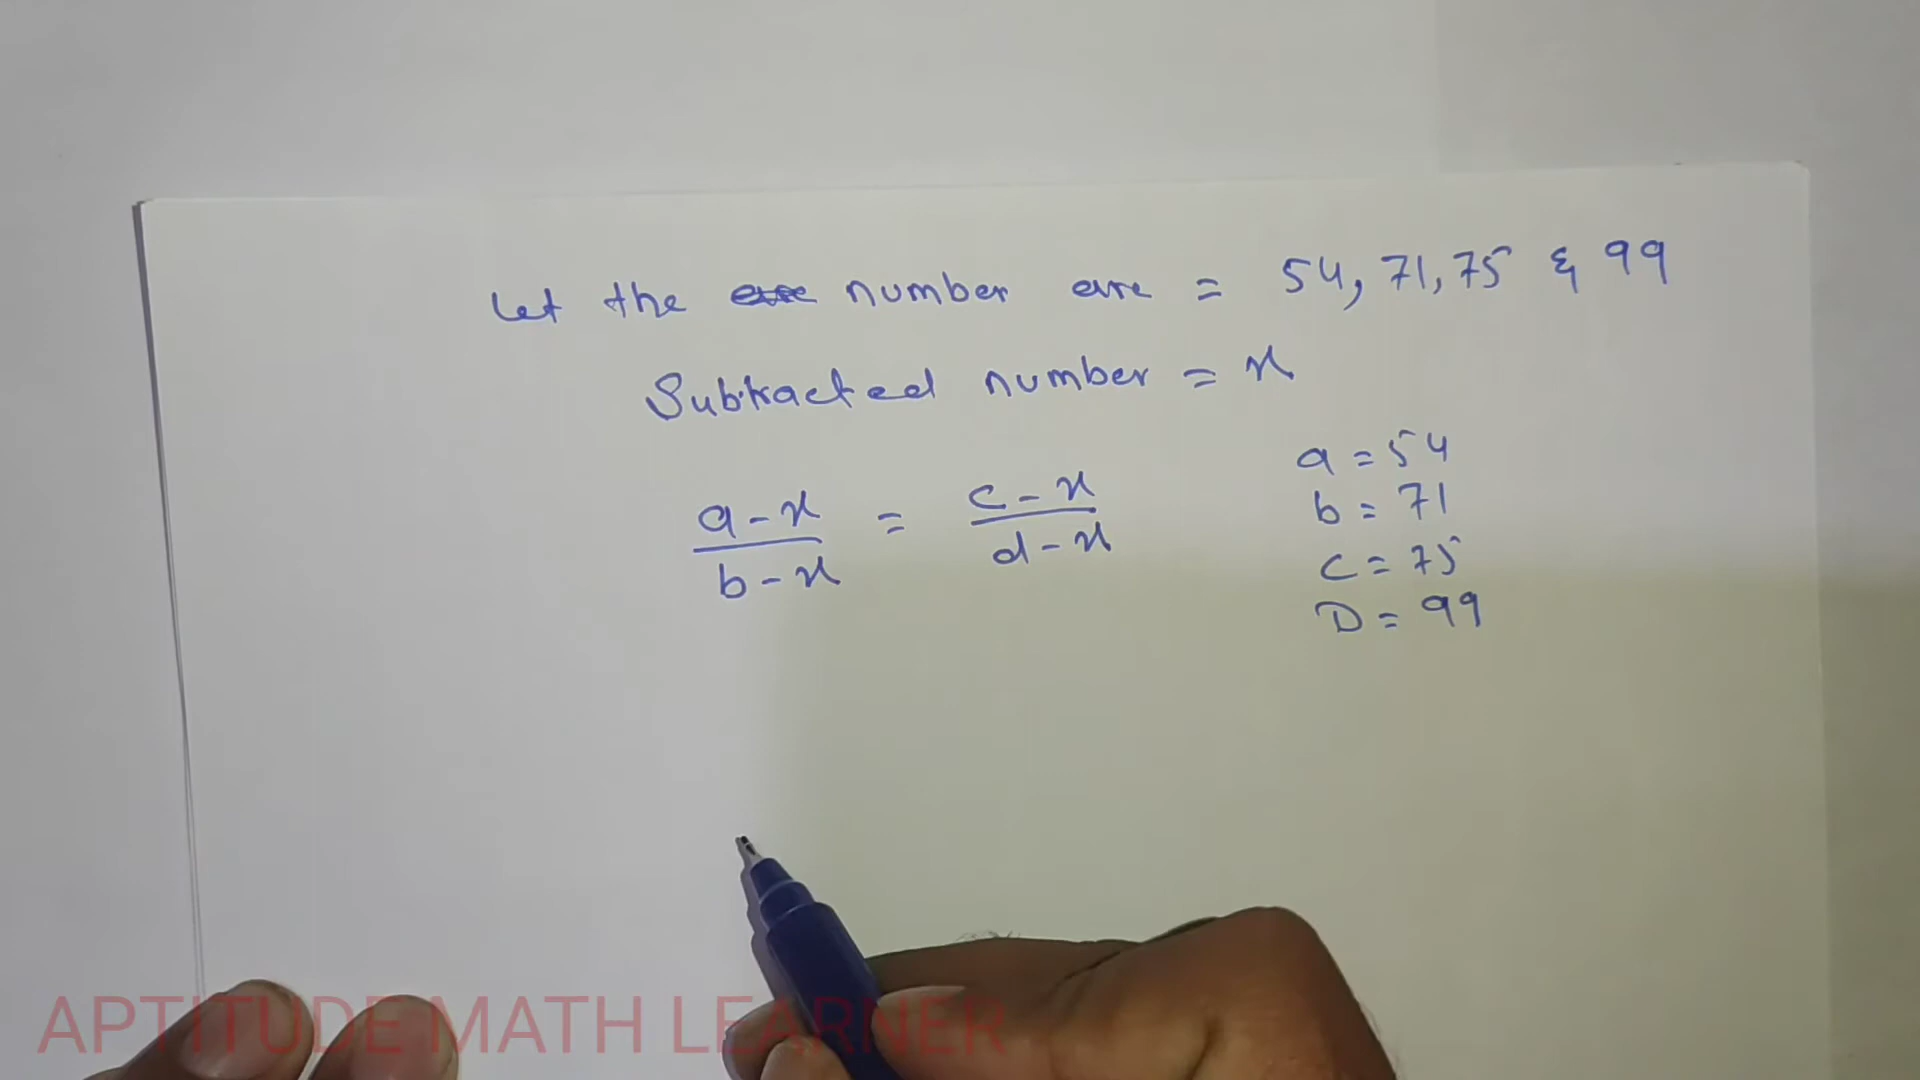 Let the number are = 54, 71, 75 & 99
Subtracted number = x
a - x / b - x = c - x / d - x
a = 54
b = 71
c = 75
D = 99
APTITUDE MATH LEARNER